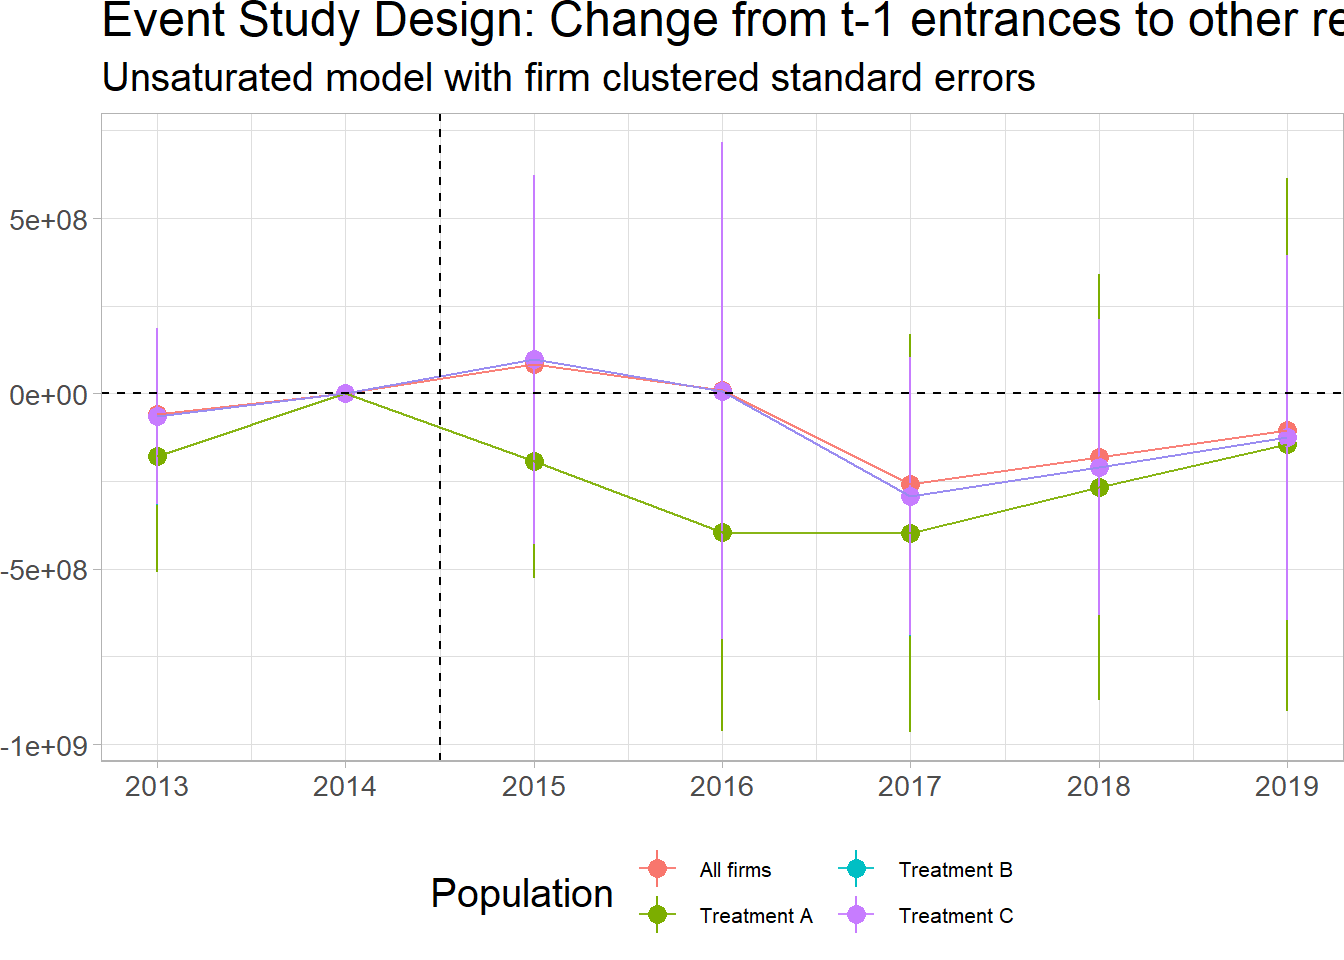 Event Study Design: Change from t-1 entrances to other re
Unsaturated model with firm clustered standard errors
5e+08
0e+00
-5e+08
-1e+09
2013 2014 2015 2016 2017 2018 2019
Population
All firms
Treatment B
Treatment A
Treatment C